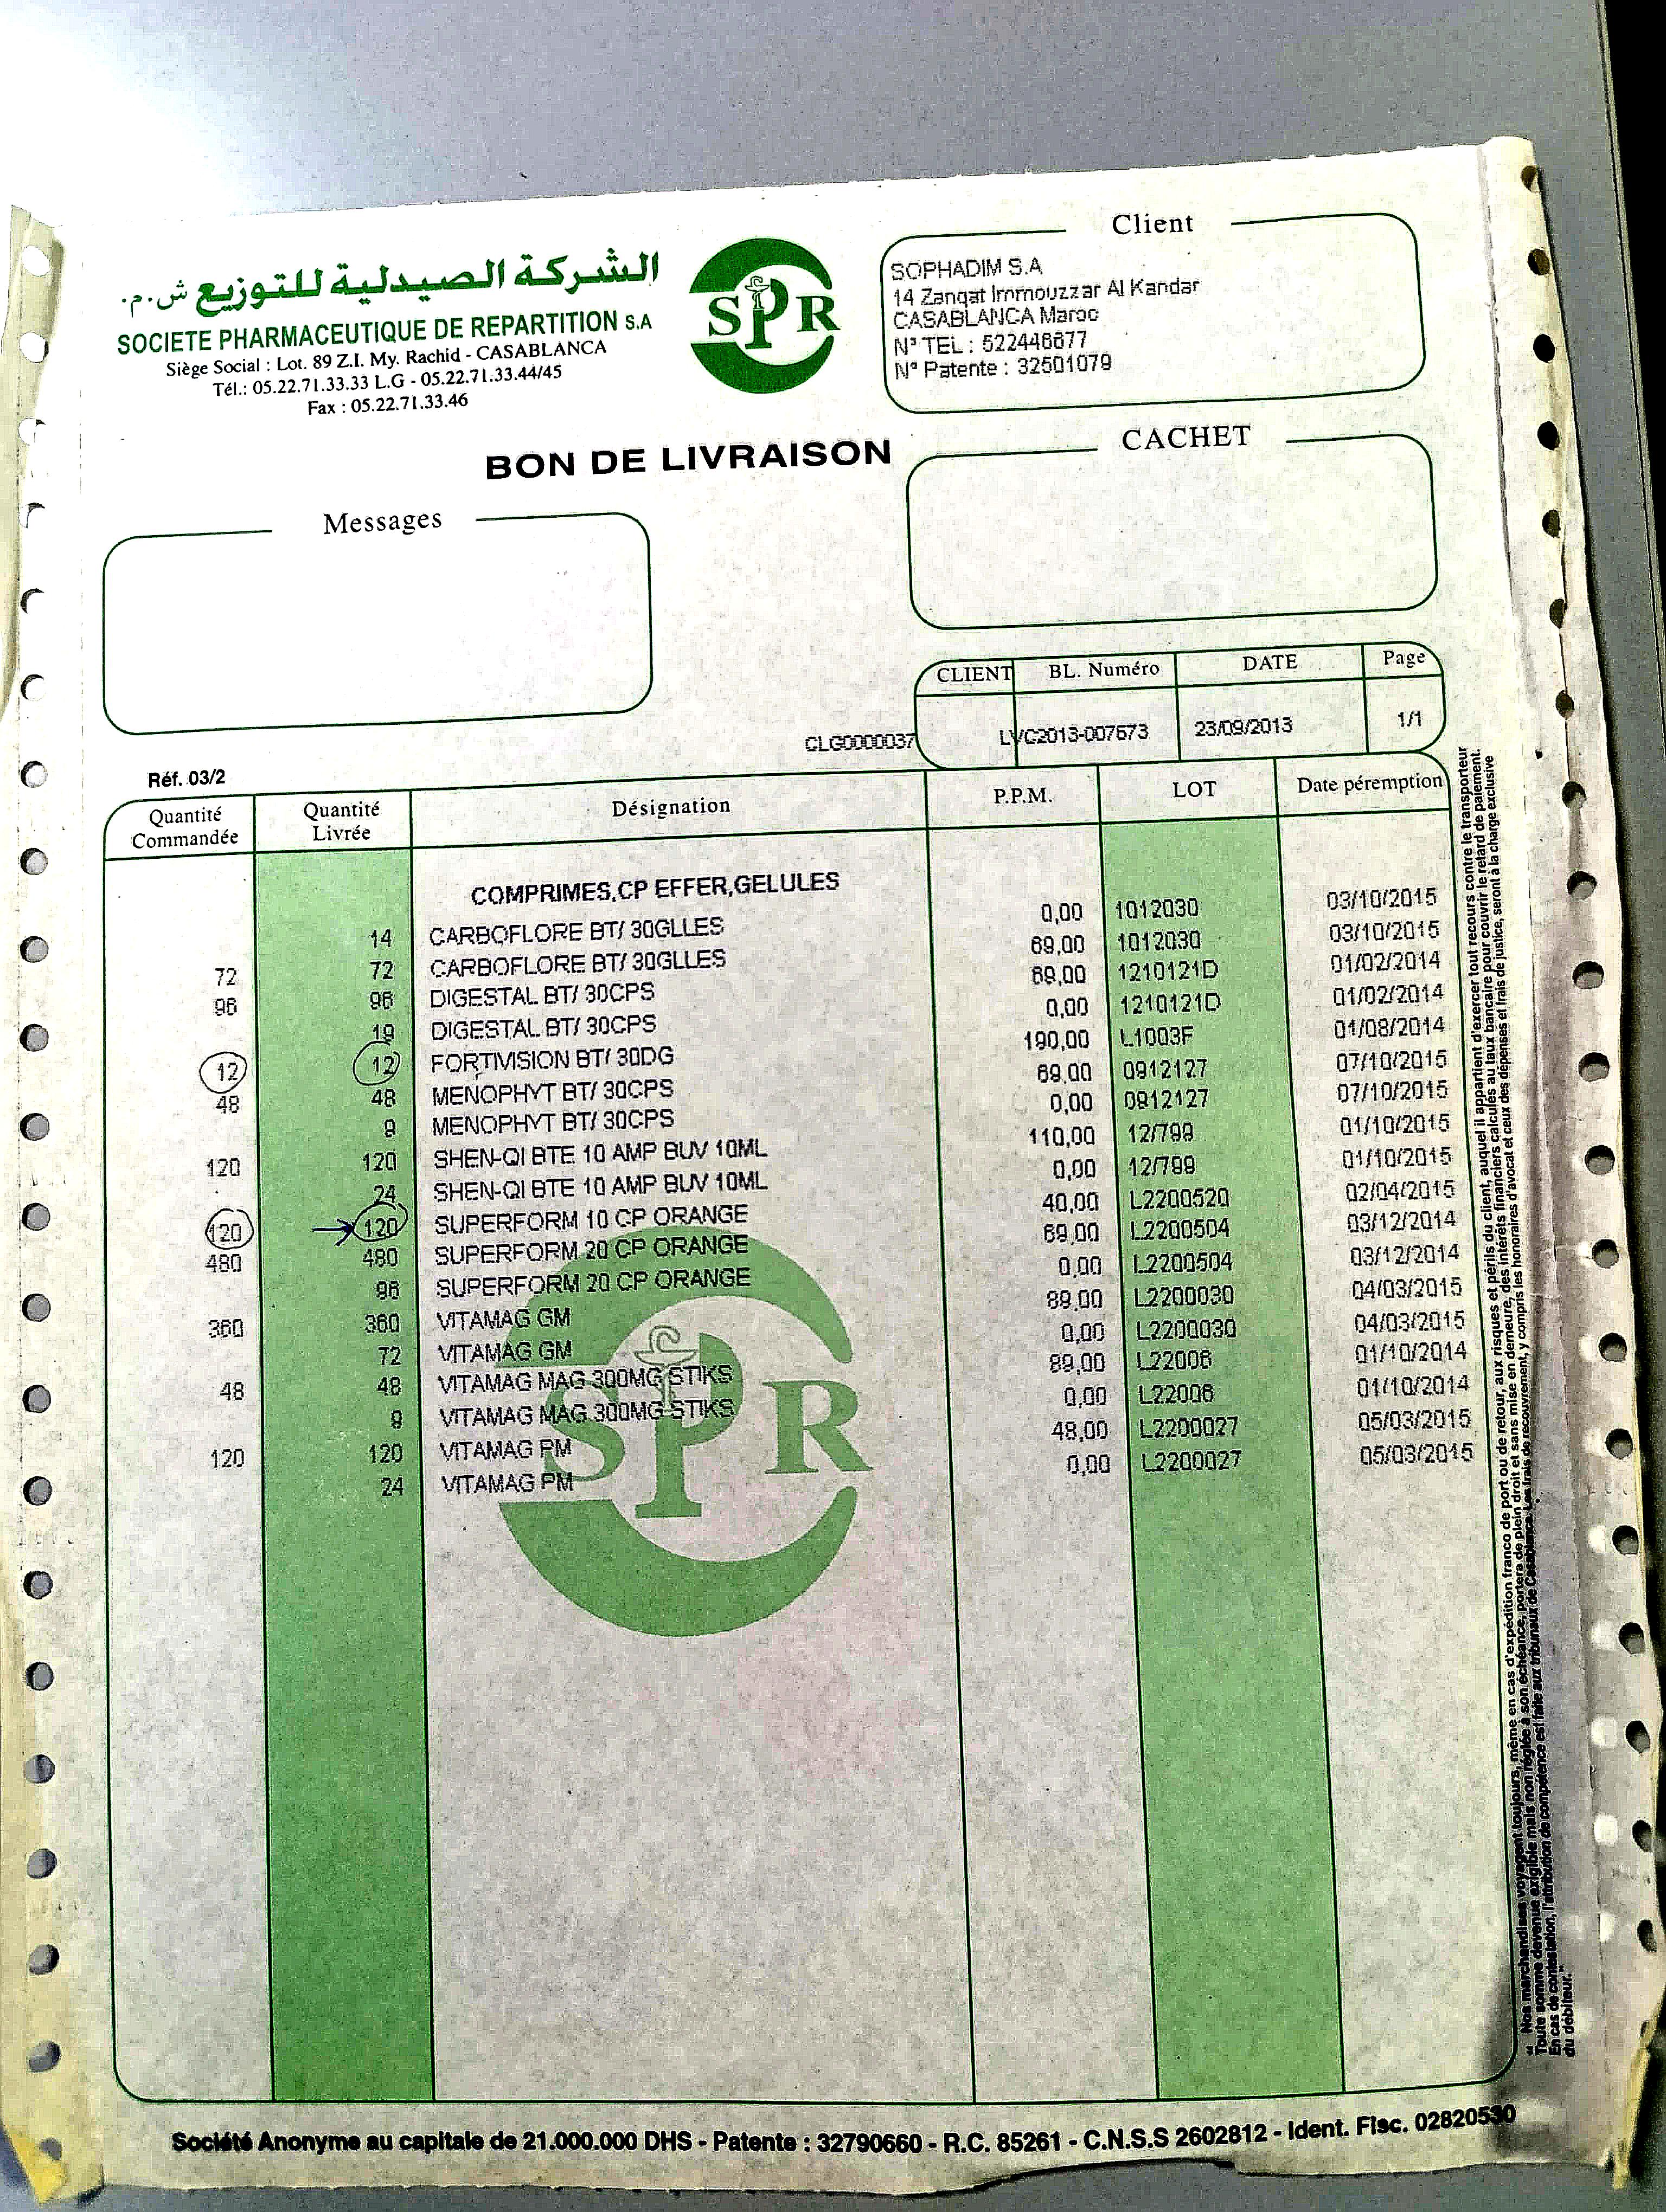 الشركة الصيدلية للتوزيع ش.م.
SOCIETE PHARMACEUTIQUE DE REPARTITION S.A
Siège Social : Lot. 89 Z.I. My. Rachid - CASABLANCA
Tél.: 05.22.71.33.33 L.G - 05.22.71.33.44/45
Fax : 05.22.71.33.46
SPR
Client
SOPHADIM S.A
14 Zanqat Immouzzar Al Kandar
CASABLANCA Maroc
N° TEL : 522448677
N° Patente : 32501079
BON DE LIVRAISON
CACHET
Messages
CLIENT BL. Numéro DATE Page
CLG0000037 LVC2013-007673 23/09/2013 1/1
Réf. 03/2
Quantité Commandée Quantité Livrée Désignation P.P.M. LOT Date péremption
COMPRIMES,CP EFFER,GELULES
14 CARBOFLORE BT/ 30GLLES 0,00 1012030 03/10/2015
72 72 CARBOFLORE BT/ 30GLLES 69,00 1012030 03/10/2015
96 96 DIGESTAL BT/ 30CPS 69,00 1210121D 01/02/2014
19 DIGESTAL BT/ 30CPS 0,00 1210121D 01/02/2014
12 12 FORTIVISION BT/ 30DG 190,00 L1003F 01/08/2014
48 48 MENOPHYT BT/ 30CPS 69,00 0912127 07/10/2015
9 MENOPHYT BT/ 30CPS 0,00 0912127 07/10/2015
120 120 SHEN-QI BTE 10 AMP BUV 10ML 110,00 12/799 01/10/2015
24 SHEN-QI BTE 10 AMP BUV 10ML 0,00 12/799 01/10/2015
120 120 SUPERFORM 10 CP ORANGE 40,00 L2200520 02/04/2015
480 480 SUPERFORM 20 CP ORANGE 69,00 L2200504 03/12/2014
96 SUPERFORM 20 CP ORANGE 0,00 L2200504 03/12/2014
360 360 VITAMAG GM 89,00 L2200030 04/03/2015
72 VITAMAG GM 0,00 L2200030 04/03/2015
48 48 VITAMAG MAG 300MG STIKS 89,00 L22006 01/10/2014
9 VITAMAG MAG 300MG STIKS 0,00 L22006 01/10/2014
120 120 VITAMAG PM 48,00 L2200027 05/03/2015
24 VITAMAG PM 0,00 L2200027 05/03/2015
SPR
“ Nos marchandises voyagent toujours, même en cas d'expédition franco de port ou de retour, aux risques et périls du client, auquel il appartient d'exercer tout recours contre le transporteur
Toute somme devenue exigible mais non réglée à son échéance, portera de plein droit et sans mise en demeure, des intérêts financiers calculés au taux bancaire pour couvrir le retard de paiement.
En cas de contestation, l'attribution de compétence est faite aux tribunaux de Casablanca. Les frais de recouvrement, y compris les honoraires d'avocat et ceux des dépenses et frais de justice, seront à la charge exclusive
du débiteur.”
Société Anonyme au capitale de 21.000.000 DHS - Patente : 32790660 - R.C. 85261 - C.N.S.S 2602812 - Ident. Fisc. 02820530